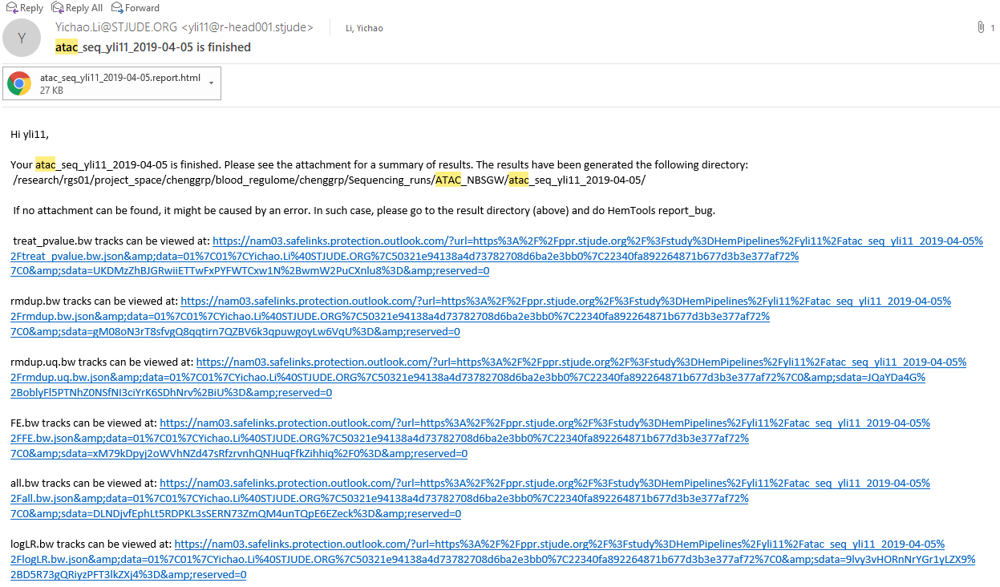 Reply Reply All Forward
Yichao.Li@STJUDE.ORG <yli11@r-head001.stjude> Li, Yichao 1
Y
atac_seq_yli11_2019-04-05 is finished
atac_seq_yli11_2019-04-05.report.html
27 KB
Hi yli11,
Your atac_seq_yli11_2019-04-05 is finished. Please see the attachment for a summary of results. The results have been generated the following directory:
/research/rgs01/project_space/chenggrp/blood_regulome/chenggrp/Sequencing_runs/ATAC_NBSGW/atac_seq_yli11_2019-04-05/
If no attachment can be found, it might be caused by an error. In such case, please go to the result directory (above) and do HemTools report_bug.
treat_pvalue.bw tracks can be viewed at: https://nam03.safelinks.protection.outlook.com/?url=https%3A%2F%2Fppr.stjude.org%2F%3Fstudy%3DHemPipelines%2Fyli11%2Fatac_seq_yli11_2019-04-05%
2Ftreat_pvalue.bw.json&amp;data=01%7C01%7CYichao.Li%40STJUDE.ORG%7C50321e94138a4d73782708d6ba2e3bb0%7C22340fa892264871b677d3b3e377af72%
7C0&amp;sdata=UKDMzZhBJGRwiiETTwFxPYFWTCxw1N%2BwmW2PuCXnlu8%3D&amp;reserved=0
rmdup.bw tracks can be viewed at: https://nam03.safelinks.protection.outlook.com/?url=https%3A%2F%2Fppr.stjude.org%2F%3Fstudy%3DHemPipelines%2Fyli11%2Fatac_seq_yli11_2019-04-05%
2Frmdup.bw.json&amp;data=01%7C01%7CYichao.Li%40STJUDE.ORG%7C50321e94138a4d73782708d6ba2e3bb0%7C22340fa892264871b677d3b3e377af72%
7C0&amp;sdata=gM08oN3rT8sfvgQ8qqtirn7QZBV6k3qpuwgoyLw6VqU%3D&amp;reserved=0
rmdup.uq.bw tracks can be viewed at: https://nam03.safelinks.protection.outlook.com/?url=https%3A%2F%2Fppr.stjude.org%2F%3Fstudy%3DHemPipelines%2Fyli11%2Fatac_seq_yli11_2019-04-05%
2Frmdup.uq.bw.json&amp;data=01%7C01%7CYichao.Li%40STJUDE.ORG%7C50321e94138a4d73782708d6ba2e3bb0%7C22340fa892264871b677d3b3e377af72%7C0&amp;sdata=JQaYDa4G%
2BoblyFl5PTNhZ0NSfNI3ciYrK6SDhNrv%2BiU%3D&amp;reserved=0
FE.bw tracks can be viewed at: https://nam03.safelinks.protection.outlook.com/?url=https%3A%2F%2Fppr.stjude.org%2F%3Fstudy%3DHemPipelines%2Fyli11%2Fatac_seq_yli11_2019-04-05%
2FFE.bw.json&amp;data=01%7C01%7CYichao.Li%40STJUDE.ORG%7C50321e94138a4d73782708d6ba2e3bb0%7C22340fa892264871b677d3b3e377af72%
7C0&amp;sdata=xM79kDpyj2oWVhNZd47sRfzrvnhQNHuqFfkZihhiq%2F0%3D&amp;reserved=0
all.bw tracks can be viewed at: https://nam03.safelinks.protection.outlook.com/?url=https%3A%2F%2Fppr.stjude.org%2F%3Fstudy%3DHemPipelines%2Fyli11%2Fatac_seq_yli11_2019-04-05%
2Fall.bw.json&amp;data=01%7C01%7CYichao.Li%40STJUDE.ORG%7C50321e94138a4d73782708d6ba2e3bb0%7C22340fa892264871b677d3b3e377af72%
7C0&amp;sdata=DLNDjvfEphLt5RDPKL3sSERN73ZmQM4unTQpE6EZeck%3D&amp;reserved=0
logLR.bw tracks can be viewed at: https://nam03.safelinks.protection.outlook.com/?url=https%3A%2F%2Fppr.stjude.org%2F%3Fstudy%3DHemPipelines%2Fyli11%2Fatac_seq_yli11_2019-04-05%
2FlogLR.bw.json&amp;data=01%7C01%7CYichao.Li%40STJUDE.ORG%7C50321e94138a4d73782708d6ba2e3bb0%7C22340fa892264871b677d3b3e377af72%7C0&amp;sdata=9lvy3vHORnNrYGr1yLZX9%
2BD5R73gQRiyzPFT3lkZXj4%3D&amp;reserved=0